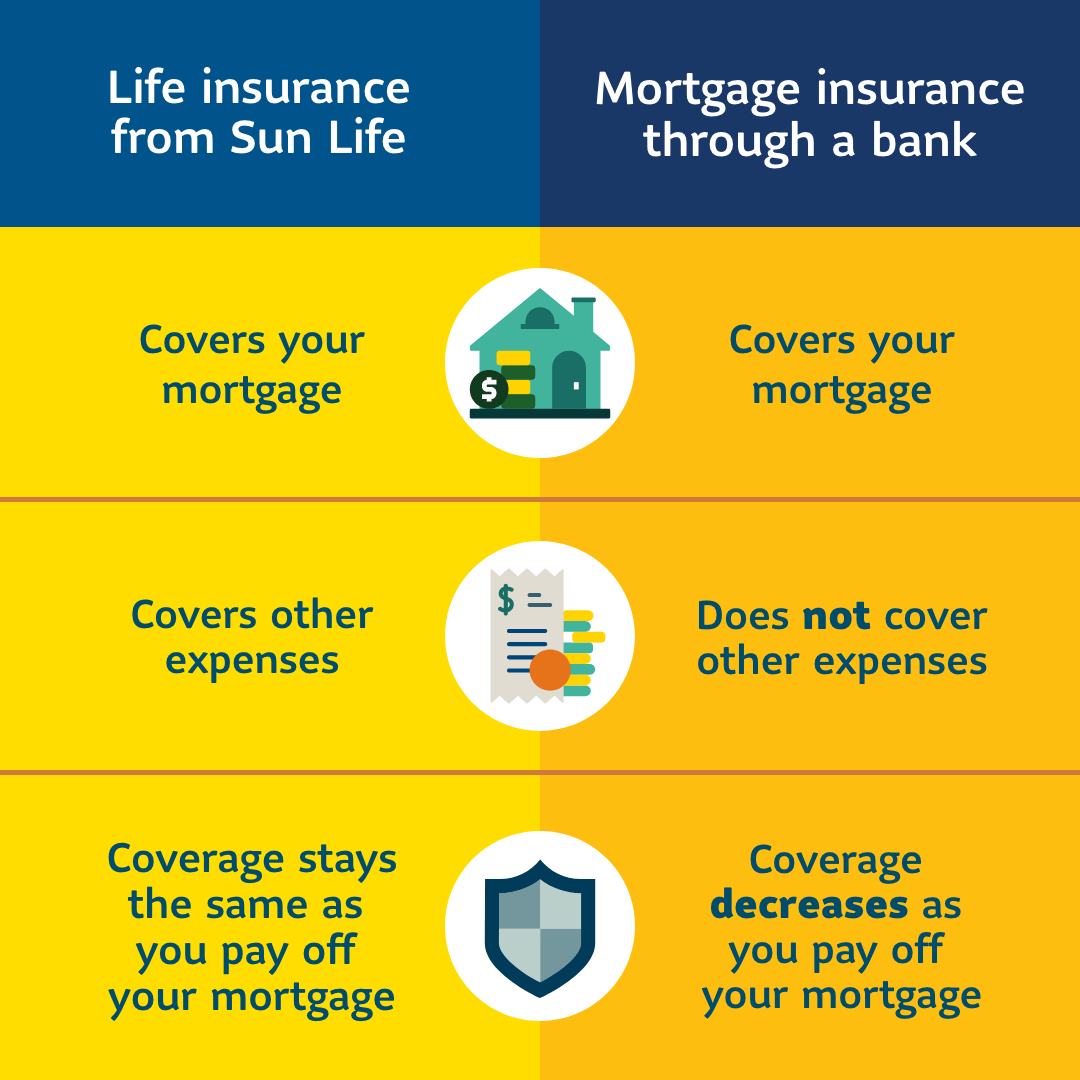 Life insurance
from Sun Life
Mortgage insurance
through a bank
Covers your
mortgage
$
Covers your
mortgage
Covers other
expenses
$
Does not cover
other expenses
Coverage stays
the same as
you pay off
your mortgage
Coverage
decreases as
you pay off
your mortgage